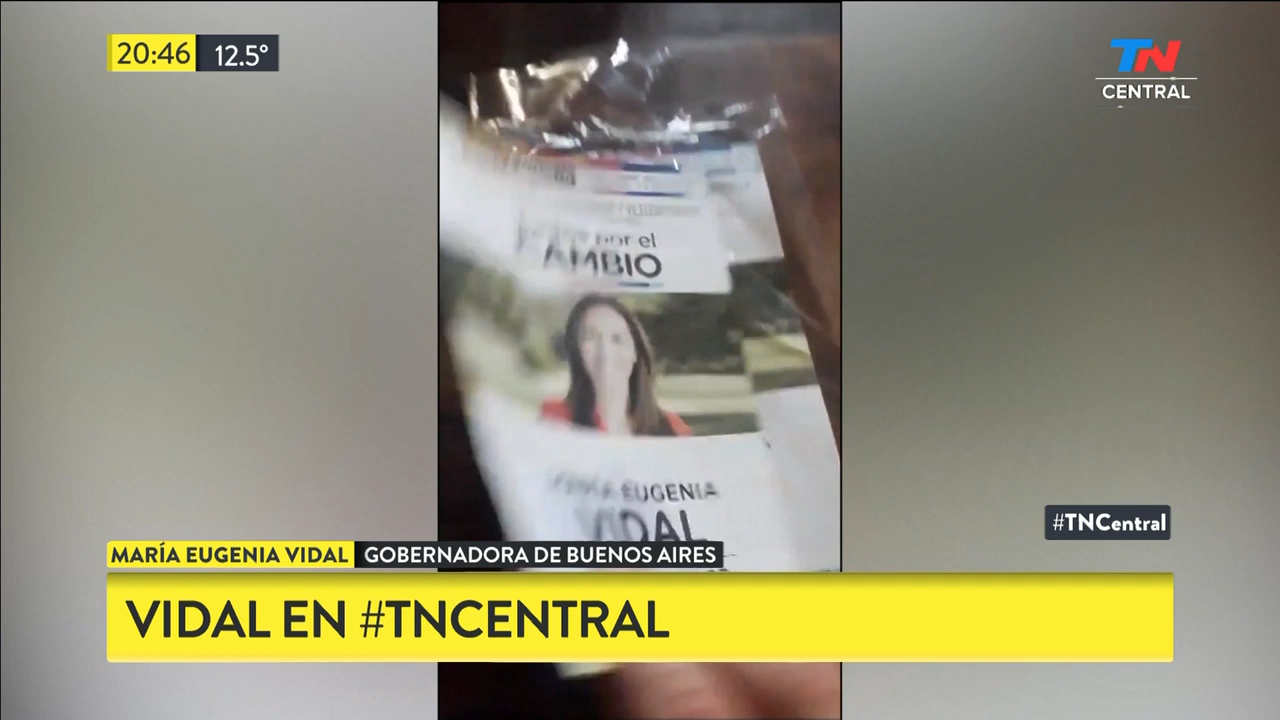 20:46 12.5°
TN
CENTRAL
por el
CAMBIO
EUGENIA
VIDAL
#TNCentral
MARÍA EUGENIA VIDAL GOBERNADORA DE BUENOS AIRES
VIDAL EN #TNCENTRAL